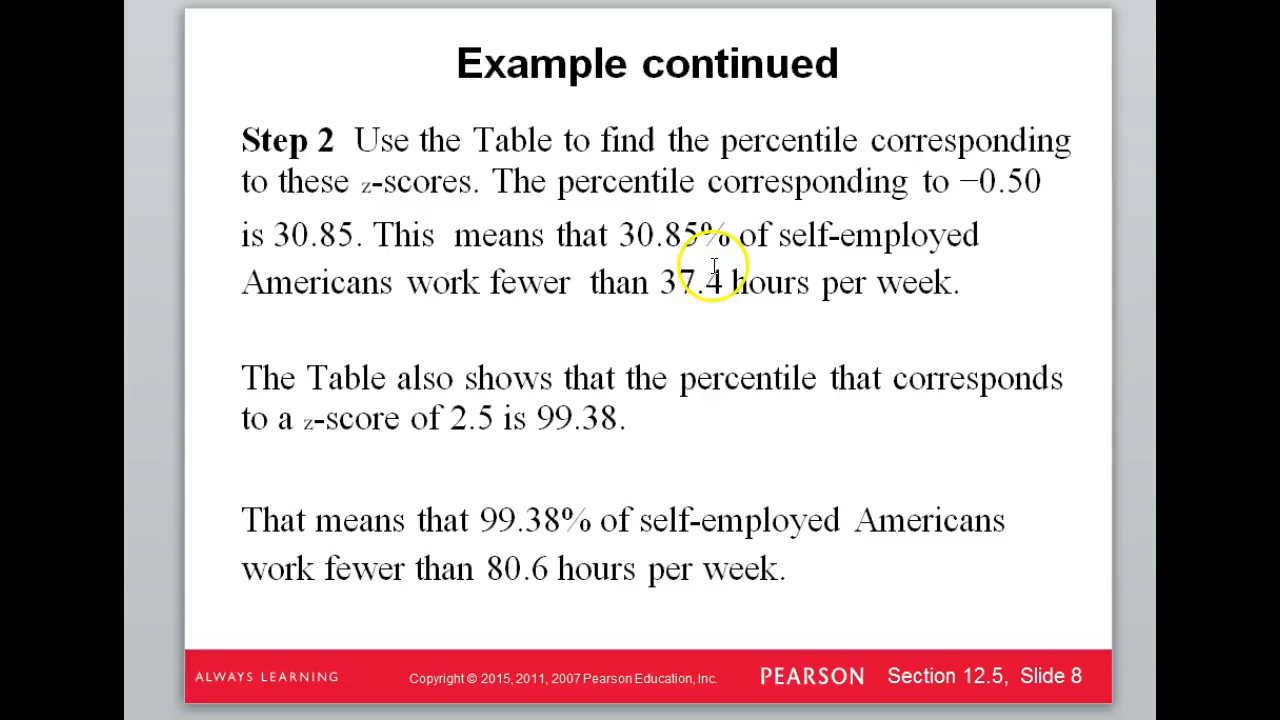 Example continued
Step 2 Use the Table to find the percentile corresponding
to these z-scores. The percentile corresponding to −0.50
is 30.85. This means that 30.85% of self-employed
Americans work fewer than 37.4 hours per week.
The Table also shows that the percentile that corresponds
to a z-score of 2.5 is 99.38.
That means that 99.38% of self-employed Americans
work fewer than 80.6 hours per week.
ALWAYS LEARNING Copyright © 2015, 2011, 2007 Pearson Education, Inc. PEARSON Section 12.5, Slide 8